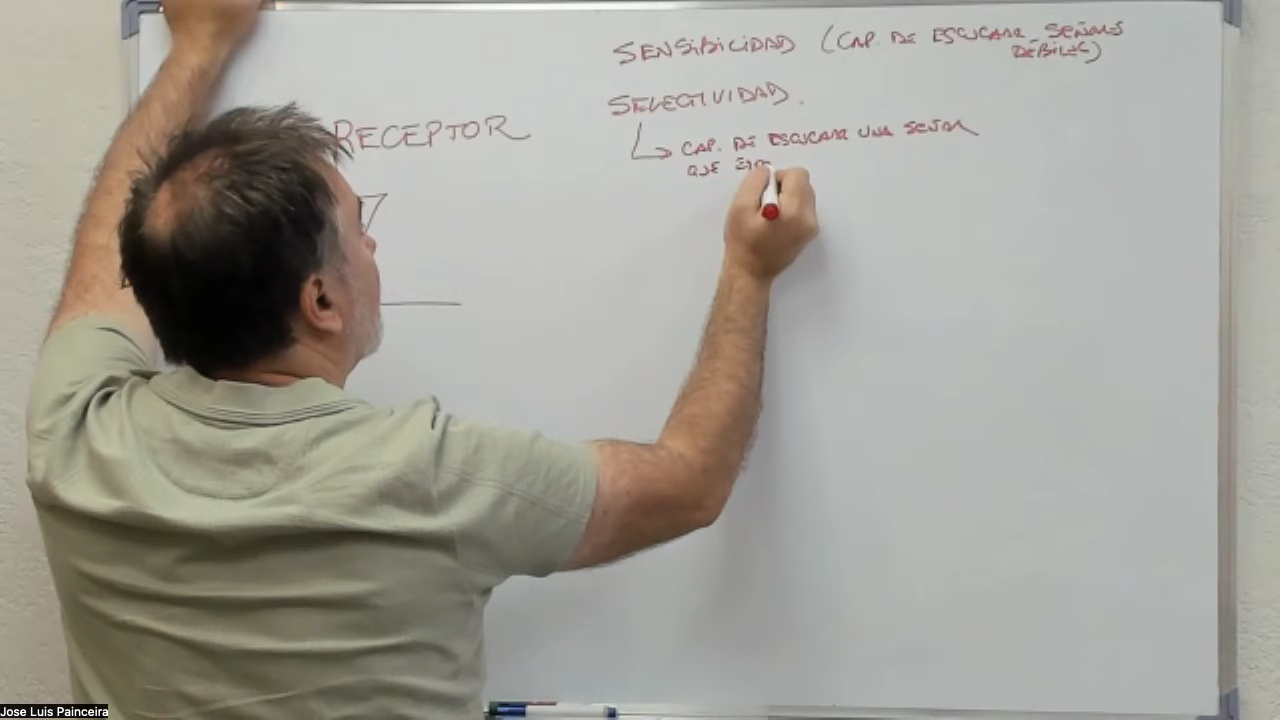 SENSIBILIDAD (CAP. DE ESCUCHAR SEÑALES
DEBILES)
RECEPTOR
SELECTIVIDAD.
CAP. DE ESCUCHAR UNA SEÑAL
QUE
Jose Luis Painceira